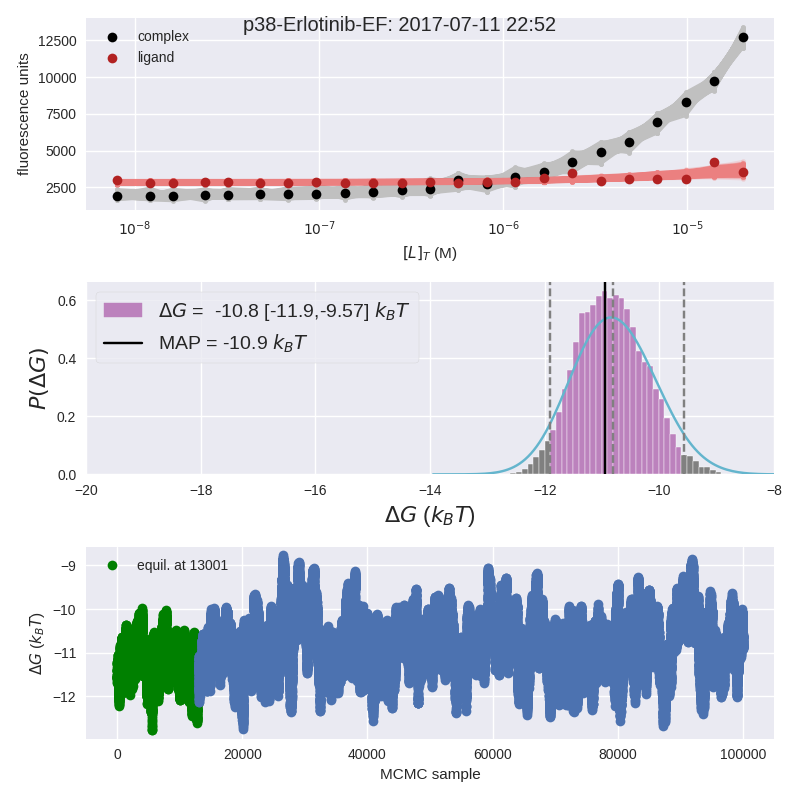 p38-Erlotinib-EF: 2017-07-11 22:52
complex
ligand
fluorescence units
12500
10000
7500
5000
2500
10⁻⁸ 10⁻⁷ 10⁻⁶ 10⁻⁵
[L]_T (M)
ΔG = -10.8 [-11.9,-9.57] k_BT
MAP = -10.9 k_BT
P(ΔG)
0.6
0.4
0.2
0.0
−20 −18 −16 −14 −12 −10 −8
ΔG (k_BT)
equil. at 13001
ΔG (k_BT)
−9
−10
−11
−12
0 20000 40000 60000 80000 100000
MCMC sample